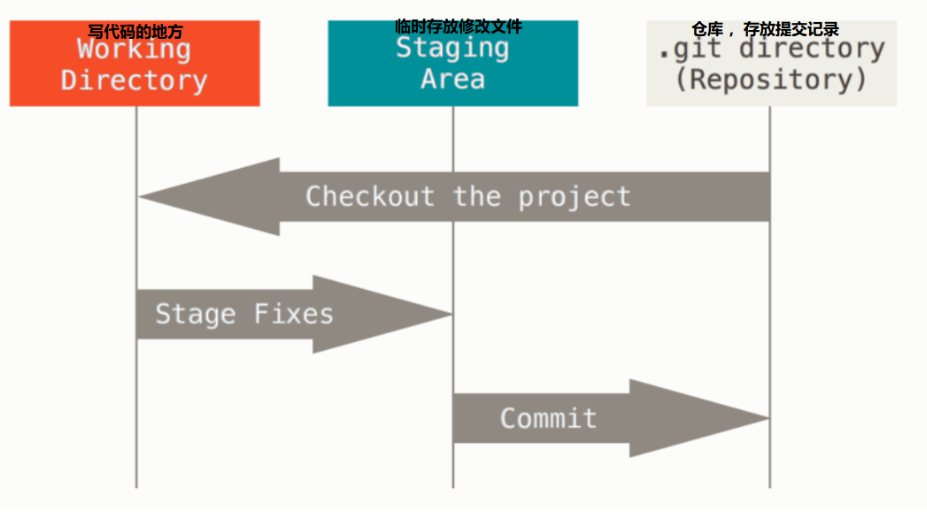 写代码的地方
Working
Directory
临时存放修改文件
Staging
Area
仓库，存放提交记录
.git directory
(Repository)
Checkout the project
Stage Fixes
Commit